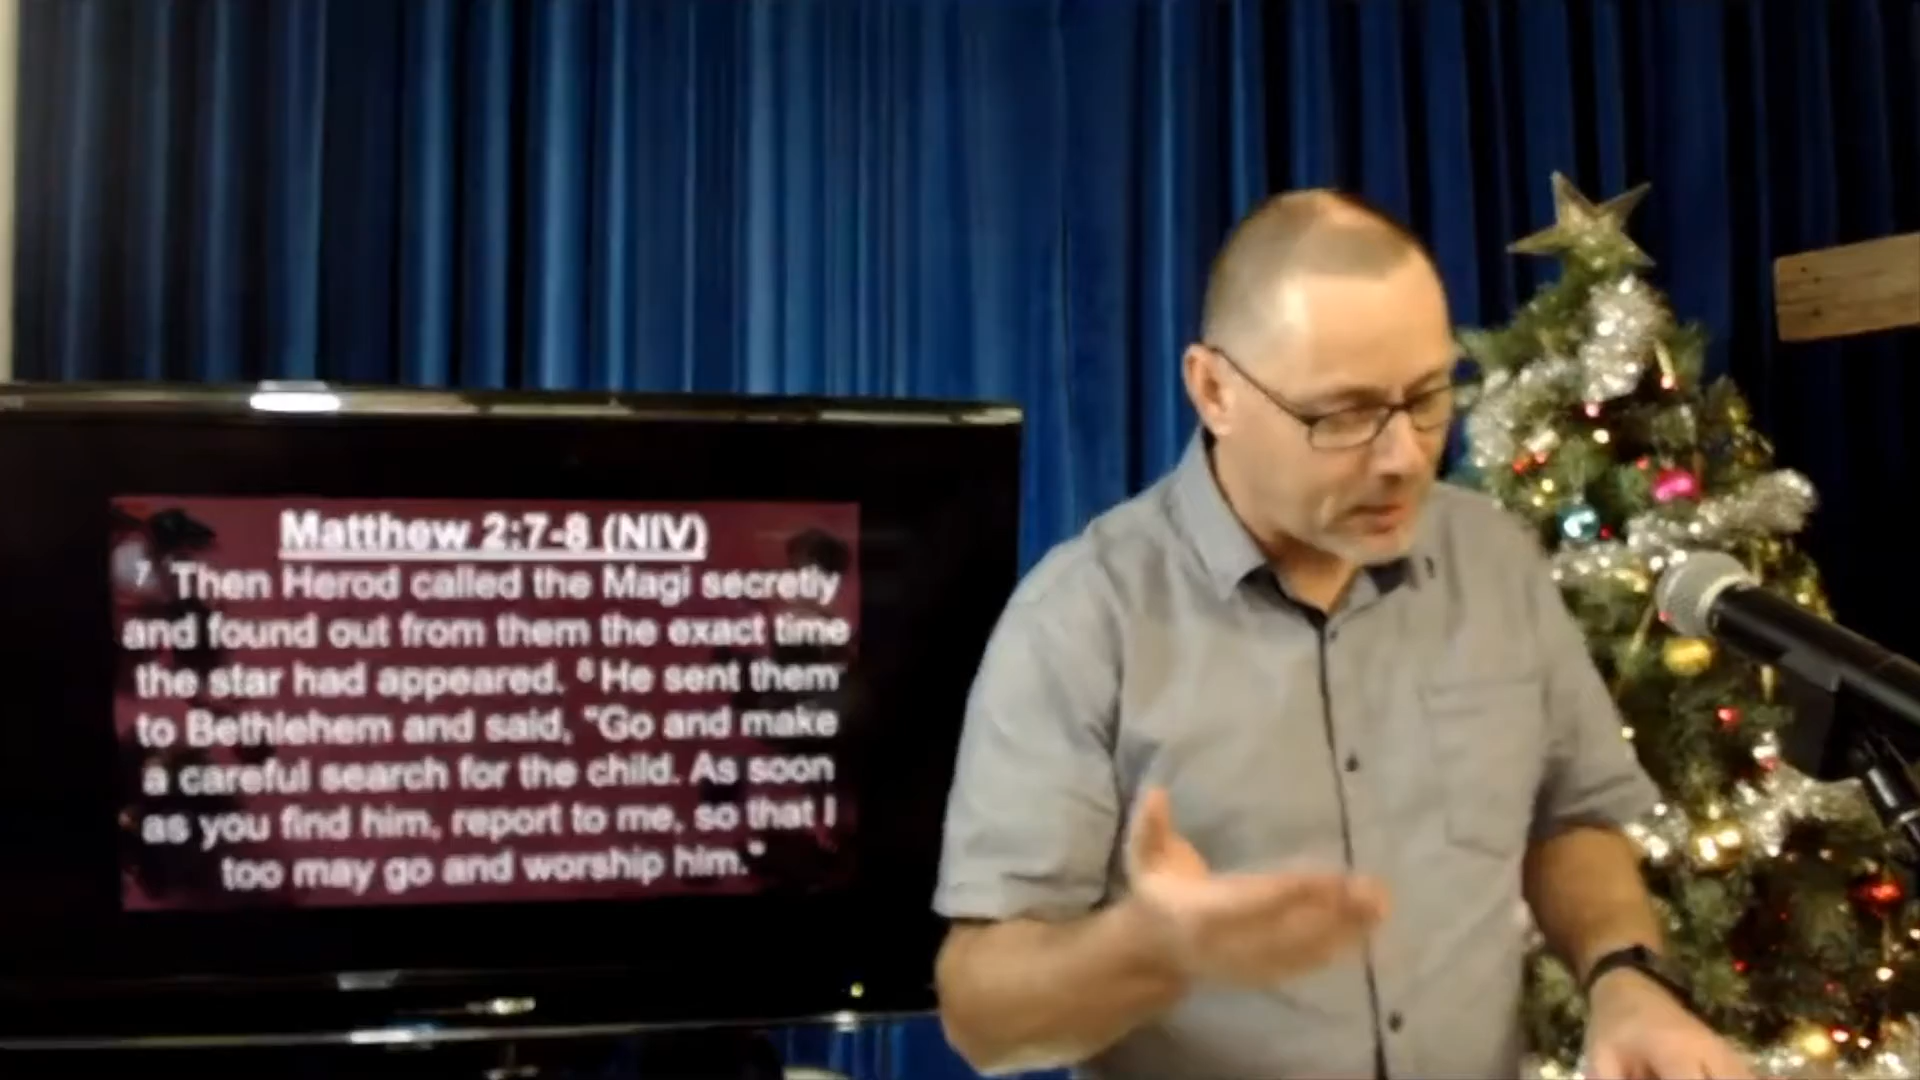 Matthew 2:7-8 (NIV)
7 Then Herod called the Magi secretly
and found out from them the exact time
the star had appeared. 8 He sent them
to Bethlehem and said, "Go and make
a careful search for the child. As soon
as you find him, report to me, so that I
too may go and worship him."